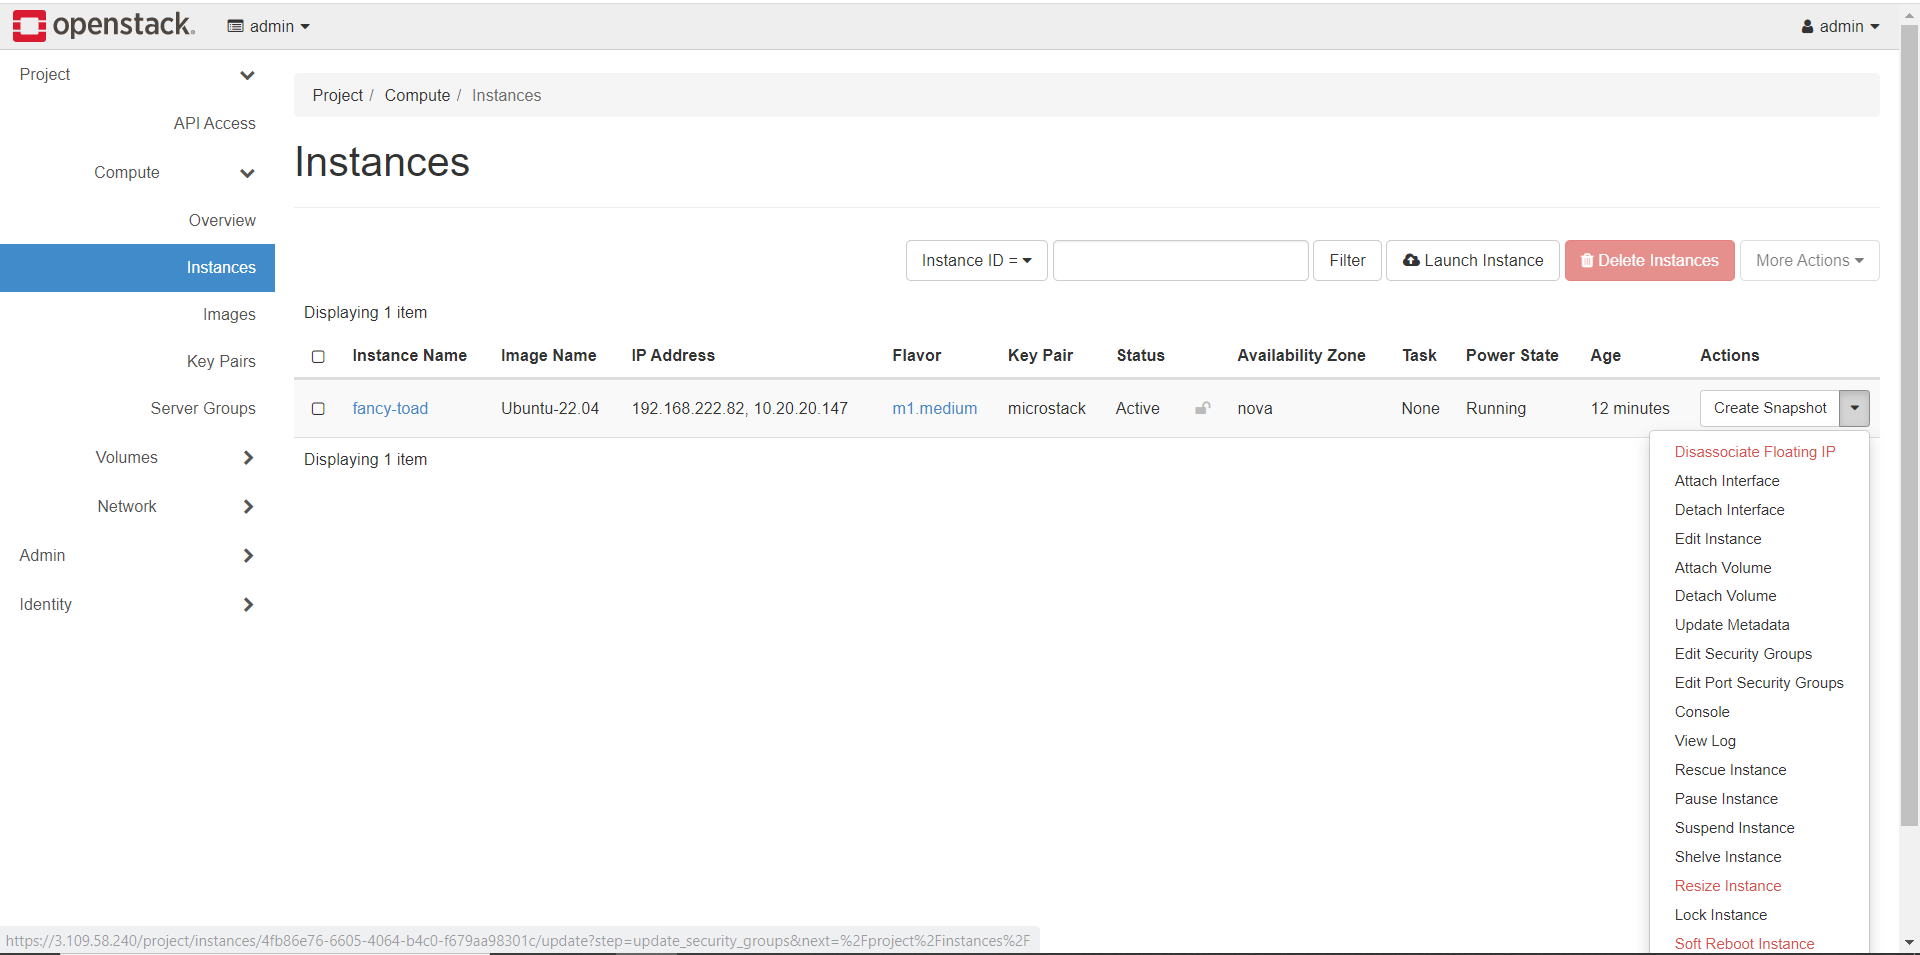 openstack. admin admin
Project
Project / Compute / Instances
API Access
Instances
Compute
Overview
Instances
Instance ID = Filter Launch Instance Delete Instances More Actions
Images
Displaying 1 item
Key Pairs
Instance Name Image Name IP Address Flavor Key Pair Status Availability Zone Task Power State Age Actions
Server Groups
fancy-toad Ubuntu-22.04 192.168.222.82, 10.20.20.147 m1.medium microstack Active nova None Running 12 minutes Create Snapshot
Volumes
Displaying 1 item
Network
Admin
Identity
Disassociate Floating IP
Attach Interface
Detach Interface
Edit Instance
Attach Volume
Detach Volume
Update Metadata
Edit Security Groups
Edit Port Security Groups
Console
View Log
Rescue Instance
Pause Instance
Suspend Instance
Shelve Instance
Resize Instance
Lock Instance
Soft Reboot Instance
https://3.109.58.240/project/instances/4fb86e76-6605-4064-b4c0-f679aa98301c/update?step=update_security_groups&next=%2Fproject%2Finstances%2F